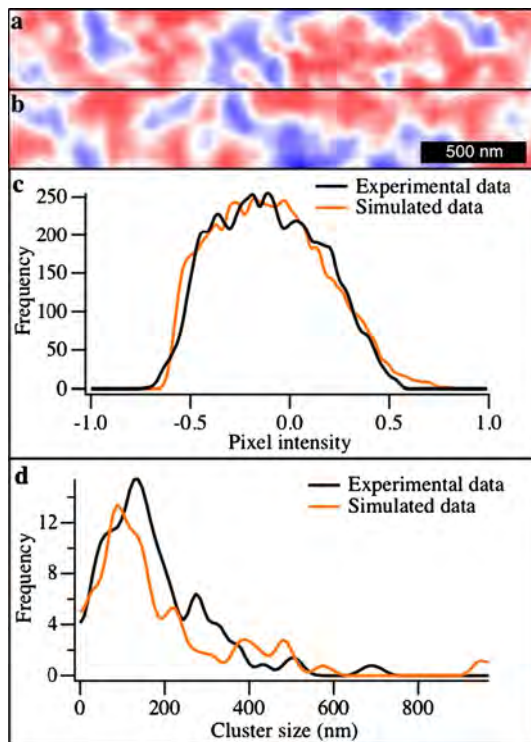 a
b
500 nm
c
Experimental data
Simulated data
250
200
150
100
50
0
Frequency
-1.0 -0.5 0.0 0.5 1.0
Pixel intensity
d
Experimental data
Simulated data
12
8
4
0
Frequency
0 200 400 600 800
Cluster size (nm)